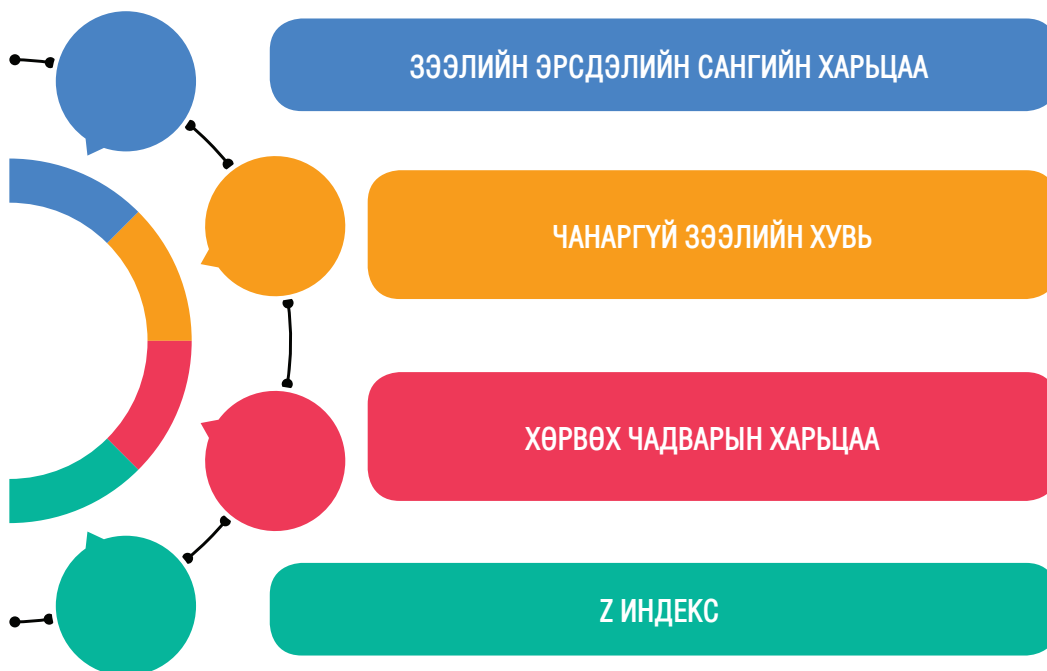 ЗЭЭЛИЙН ЭРСДЭЛИЙН САНГИЙН ХАРЬЦАА
ЧАНАРГҮЙ ЗЭЭЛИЙН ХУВЬ
ХӨРВӨХ ЧАДВАРЫН ХАРЬЦАА
Z ИНДЕКС